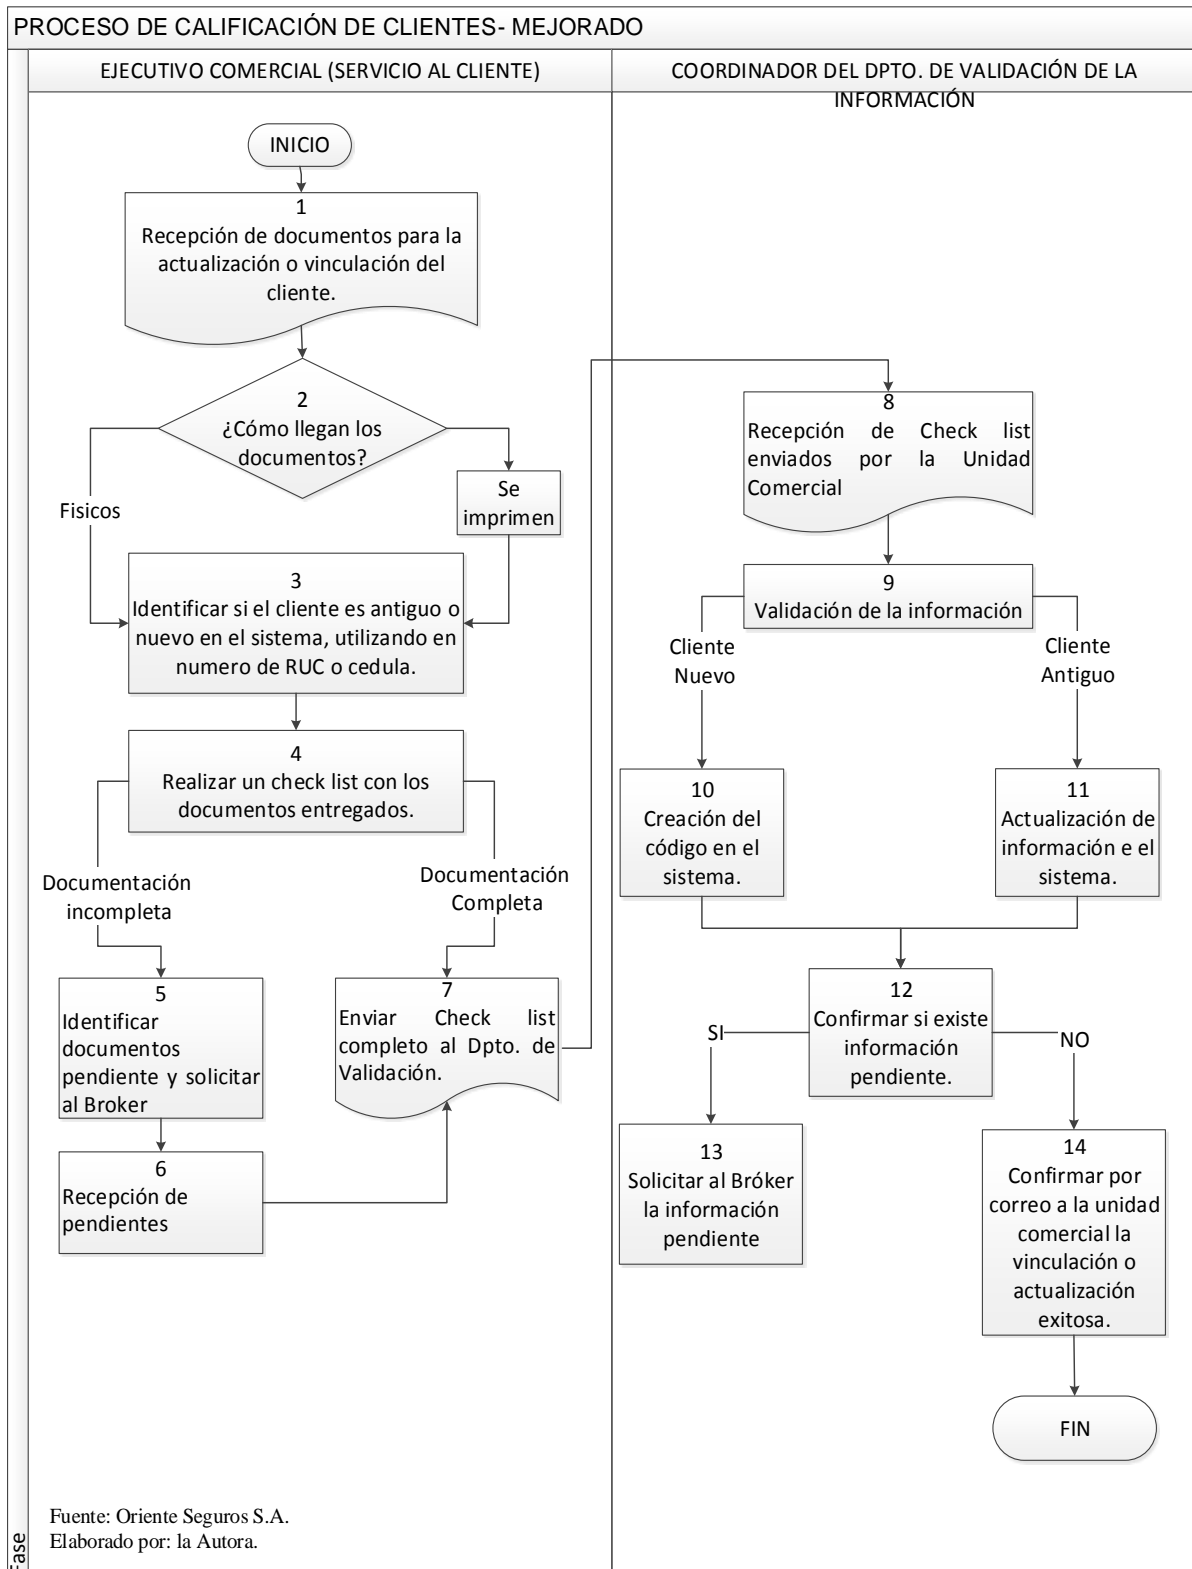 PROCESO DE CALIFICACIÓN DE CLIENTES- MEJORADO
EJECUTIVO COMERCIAL (SERVICIO AL CLIENTE)
COORDINADOR DEL DPTO. DE VALIDACIÓN DE LA
INFORMACIÓN
INICIO
1
Recepción de documentos para la
actualización o vinculación del
cliente.
2
¿Cómo llegan los
documentos?
Fisicos
Se
imprimen
3
Identificar si el cliente es antiguo o
nuevo en el sistema, utilizando en
numero de RUC o cedula.
4
Realizar un check list con los
documentos entregados.
Documentación
incompleta
Documentación
Completa
5
Identificar
documentos
pendiente y solicitar
al Broker
6
Recepción de
pendientes
7
Enviar Check list
completo al Dpto. de
Validación.
8
Recepción de Check list
enviados por la Unidad
Comercial
9
Validación de la información
Cliente
Nuevo
Cliente
Antiguo
10
Creación del
código en el
sistema.
11
Actualización de
información e el
sistema.
12
Confirmar si existe
información
pendiente.
SI
NO
13
Solicitar al Bróker
la información
pendiente
14
Confirmar por
correo a la unidad
comercial la
vinculación o
actualización
exitosa.
FIN
Fuente: Oriente Seguros S.A.
Elaborado por: la Autora.
Fase